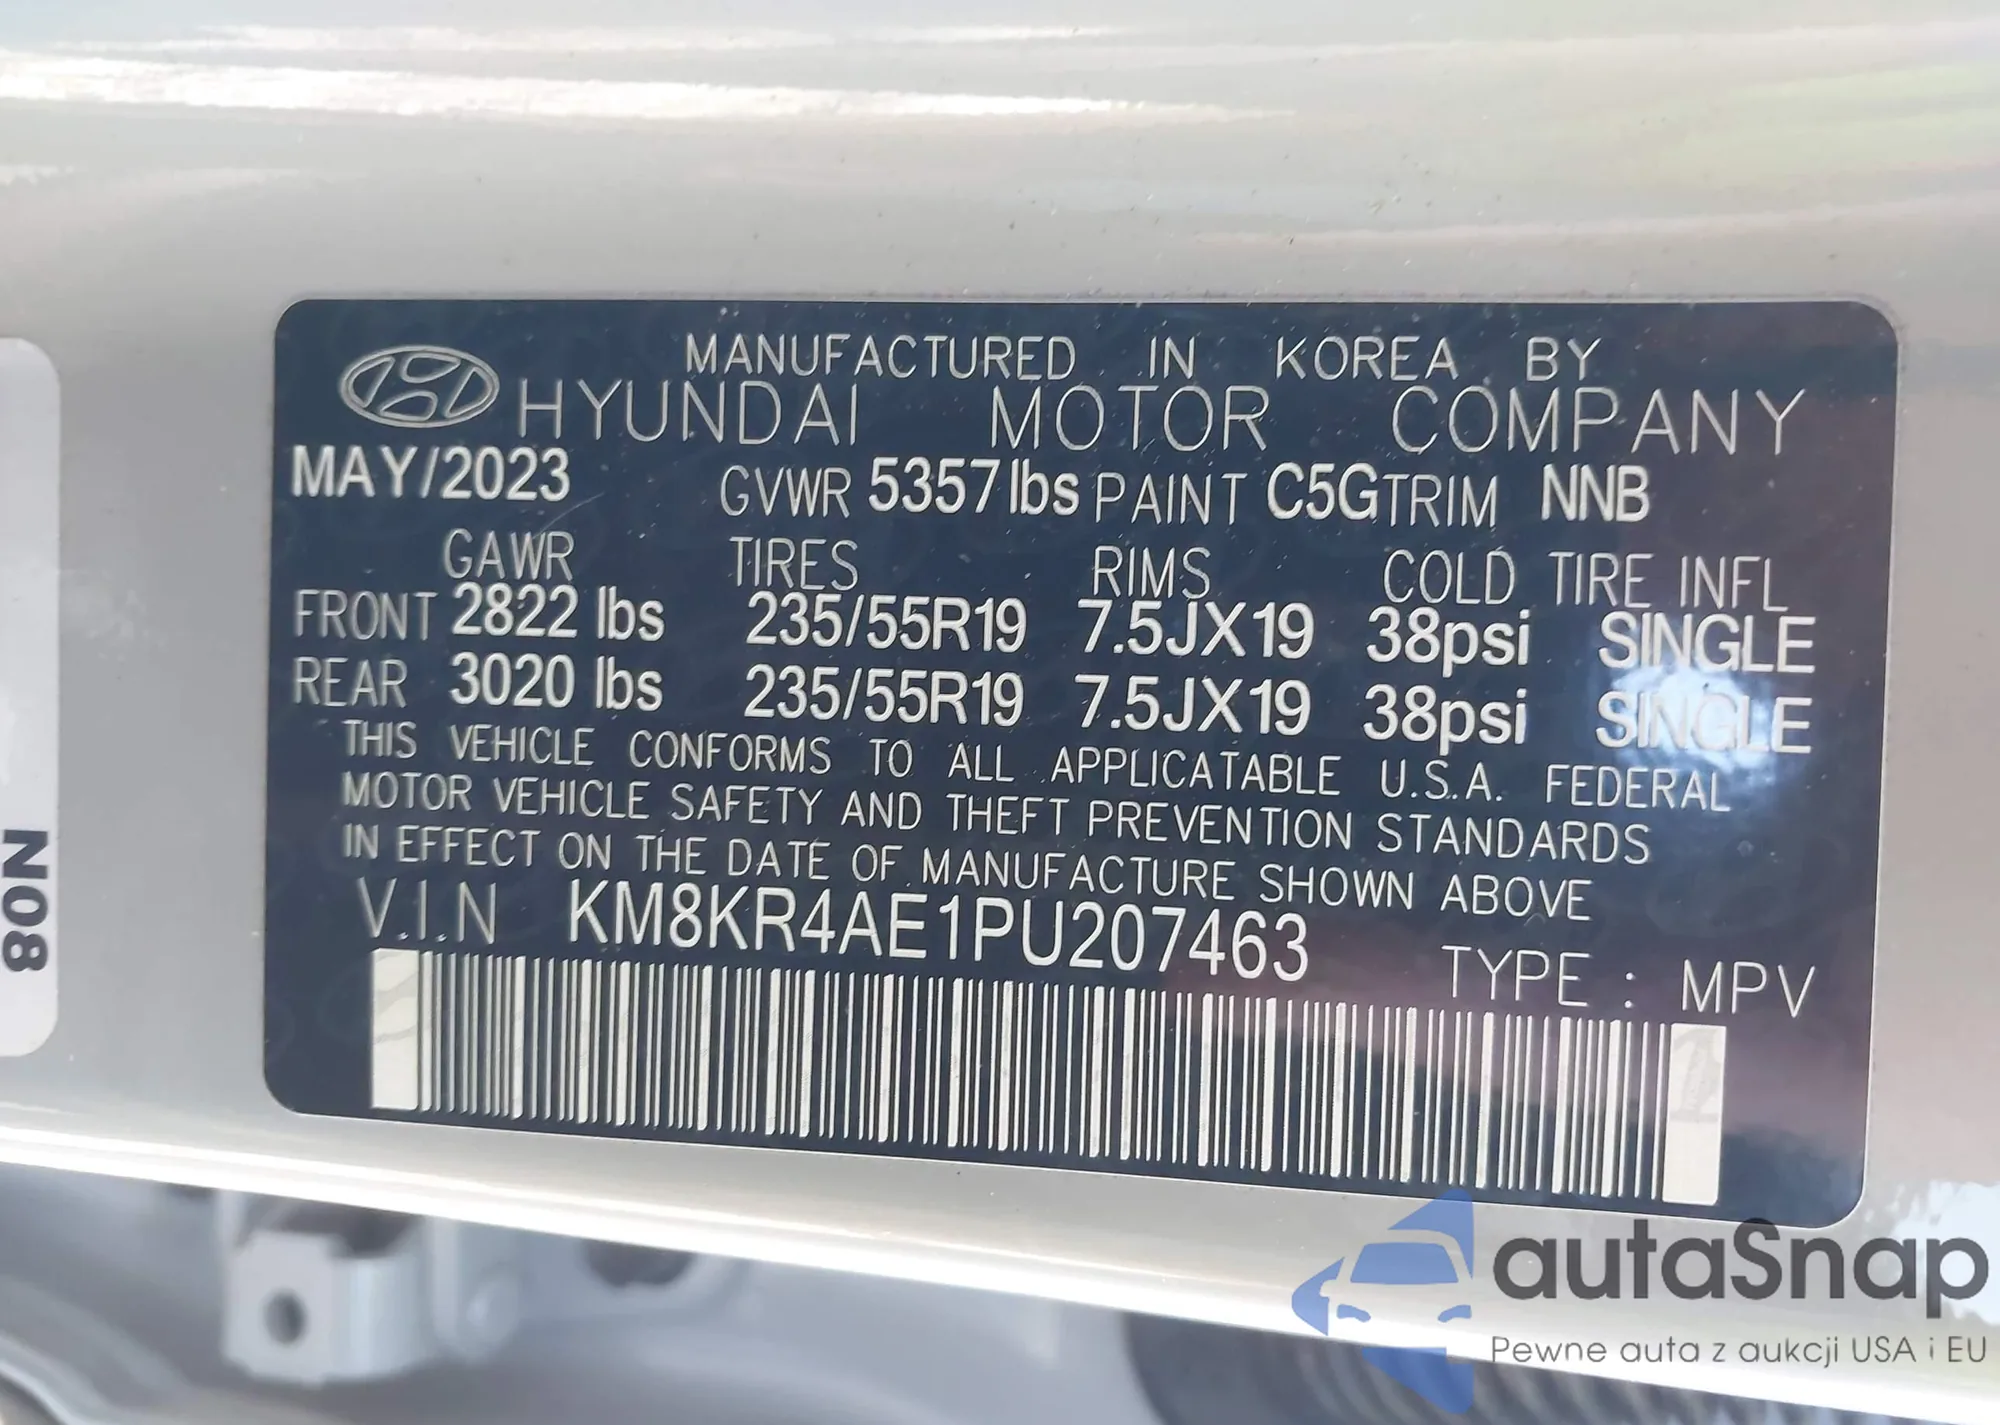 MANUFACTURED IN KOREA BY
HYUNDAI MOTOR COMPANY
MAY/2023 GVWR 5357lbs PAINT C5G TRIM NNB
GAWR TIRES RIMS COLD TIRE INFL
FRONT 2822 lbs 235/55R19 7.5JX19 38psi SINGLE
REAR 3020 lbs 235/55R19 7.5JX19 38psi SINGLE
THIS VEHICLE CONFORMS TO ALL APPLICATABLE U.S.A. FEDERAL
MOTOR VEHICLE SAFETY AND THEFT PREVENTION STANDARDS
IN EFFECT ON THE DATE OF MANUFACTURE SHOWN ABOVE
V.I.N KM8KR4AE1PU207463
TYPE : MPV
N08
autaSnap
Pewne auta z aukcji USA i EU